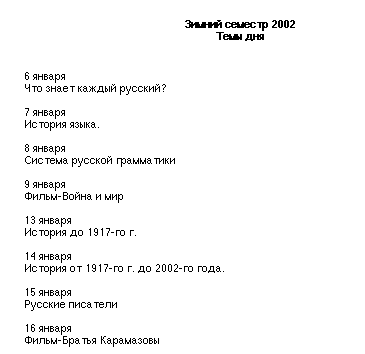 Зимний семестр 2002
Темы дня
6 января
Что знает каждый русский?
7 января
История языка.
8 января
Система русской грамматики
9 января
Фильм-Война и мир
13 января
История до 1917-го г.
14 января
История от 1917-го г. до 2002-го года.
15 января
Русские писатели
16 января
Фильм-Братья Карамазовы